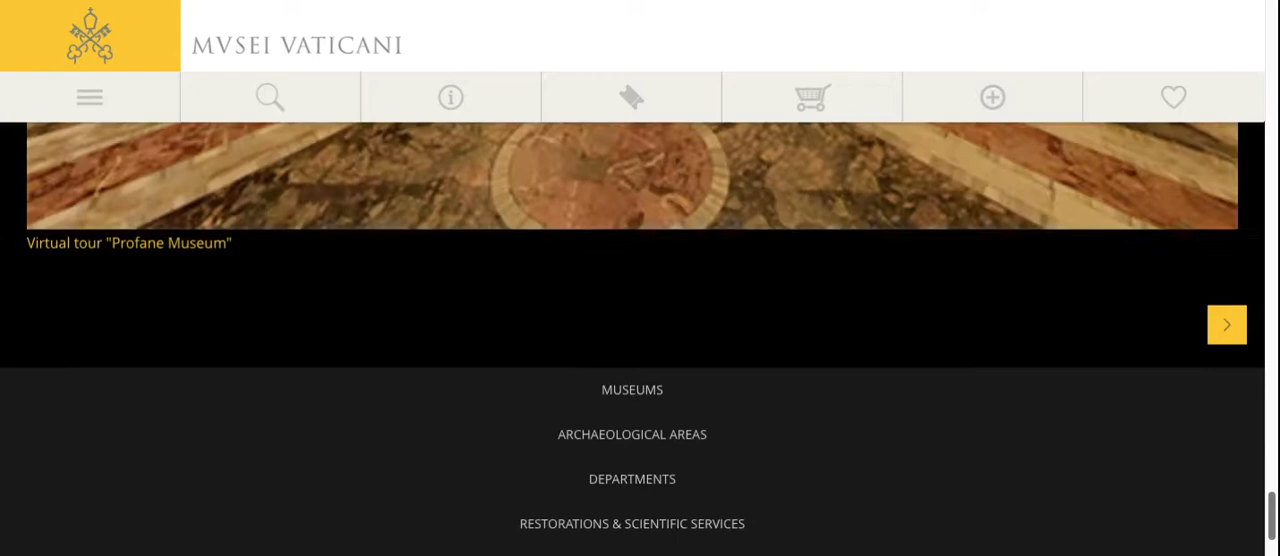 MVSEI VATICANI
Virtual tour "Profane Museum"
MUSEUMS
ARCHAEOLOGICAL AREAS
DEPARTMENTS
RESTORATIONS & SCIENTIFIC SERVICES